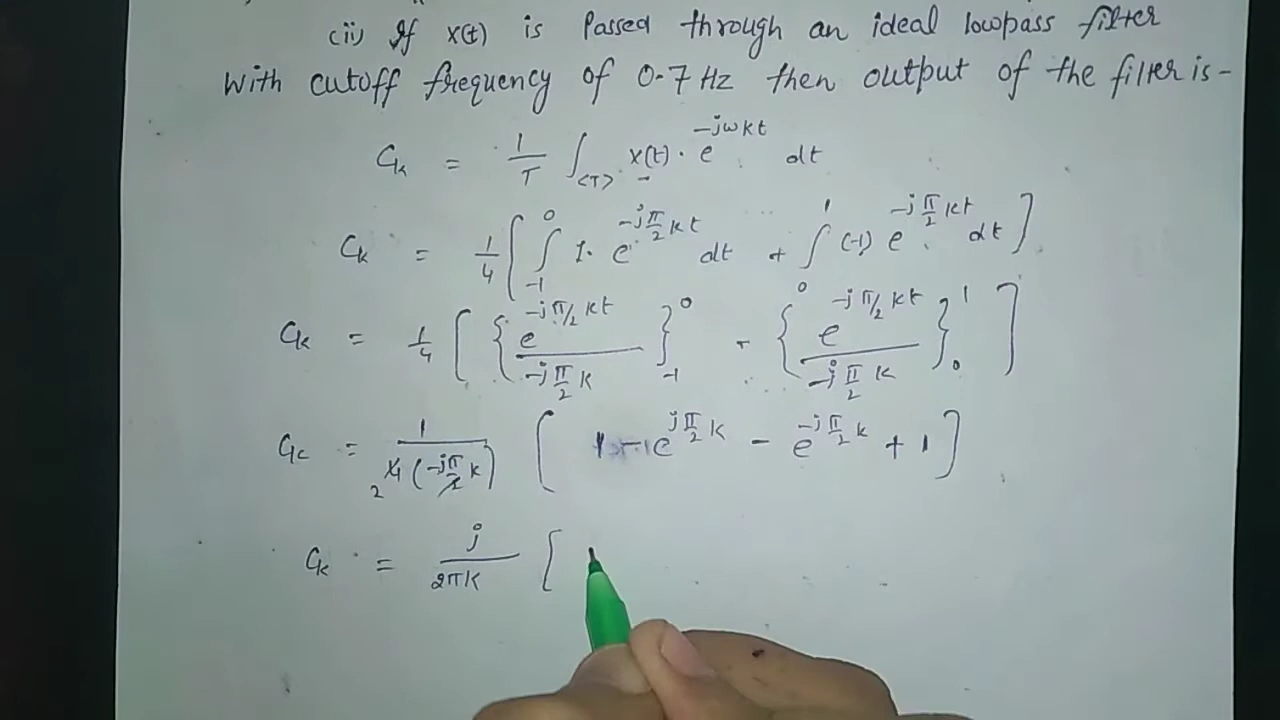 (ii) If x(t) is Passed through an ideal lowpass filter
With cutoff frequency of 0.7 Hz then output of the filter is -
Ck = 1/T ∫<T> x(t) · e^(-jωkt) dt
Ck = 1/4 [ ∫_{-1}^{0} 1· e^(-jπ/2 kt) dt + ∫_{0}^{1} (-1) e^(-jπ/2 kt) dt ]
Ck = 1/4 [ { e^(-jπ/2 kt) / (-jπ/2 k) }_{-1}^{0} - { e^(-jπ/2 kt) / (-jπ/2 k) }_{0}^{1} ]
Ck = 1 / (2 4 (-jπ/2 k)) [ 1 - e^(jπ/2 k) - e^(-jπ/2 k) + 1 ]
Ck = j / 2πk [